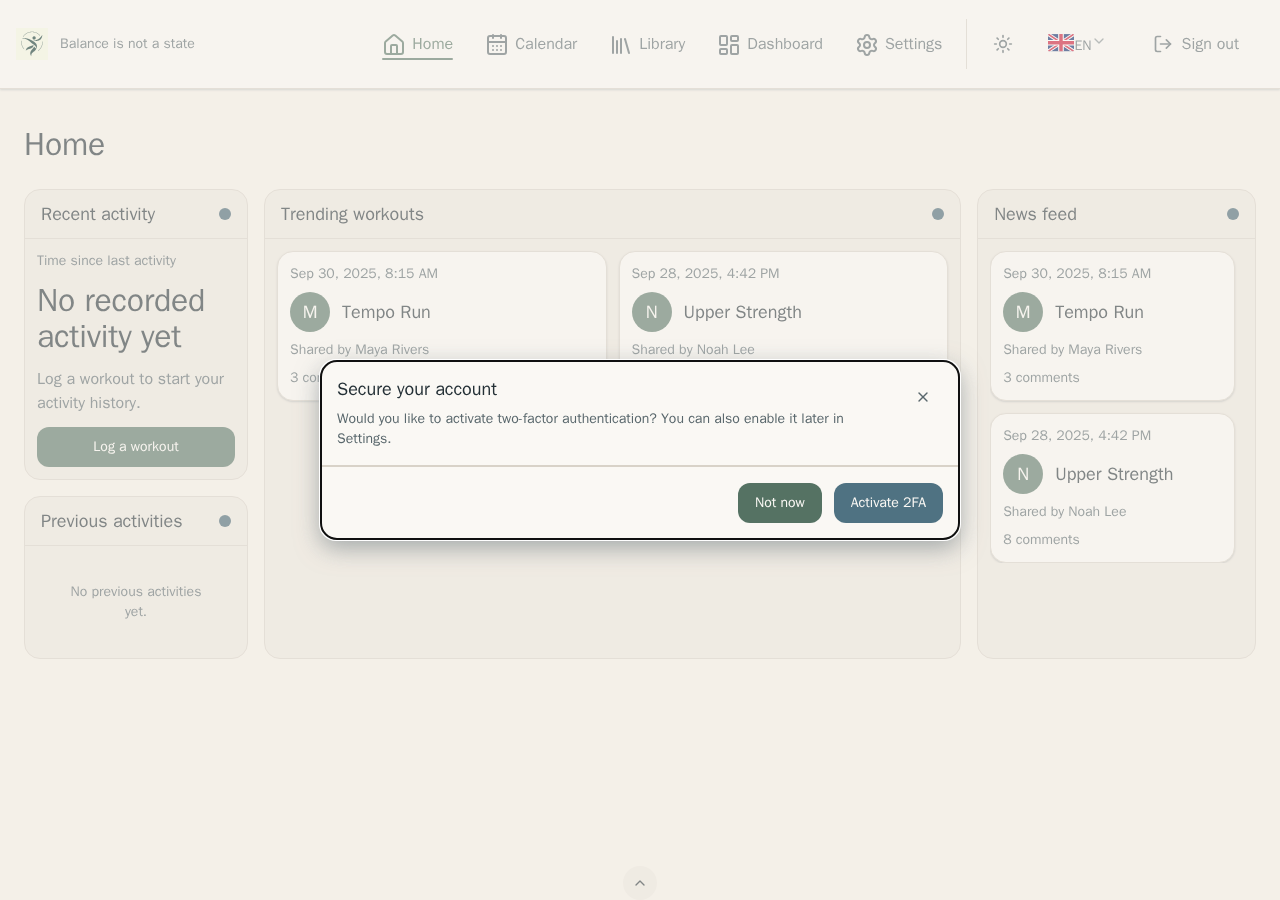 Balance is not a state
Home
Calendar
Library
Dashboard
Settings
EN
Sign out
Home
Recent activity
Time since last activity
No recorded
activity yet
Log a workout to start your
activity history.
Log a workout
Previous activities
No previous activities
yet.
Trending workouts
Sep 30, 2025, 8:15 AM
M
Tempo Run
Shared by Maya Rivers
Sep 28, 2025, 4:42 PM
N
Upper Strength
Shared by Noah Lee
News feed
Sep 30, 2025, 8:15 AM
M
Tempo Run
Shared by Maya Rivers
3 comments
Sep 28, 2025, 4:42 PM
N
Upper Strength
Shared by Noah Lee
8 comments
Secure your account
Would you like to activate two-factor authentication? You can also enable it later in
Settings.
Not now
Activate 2FA